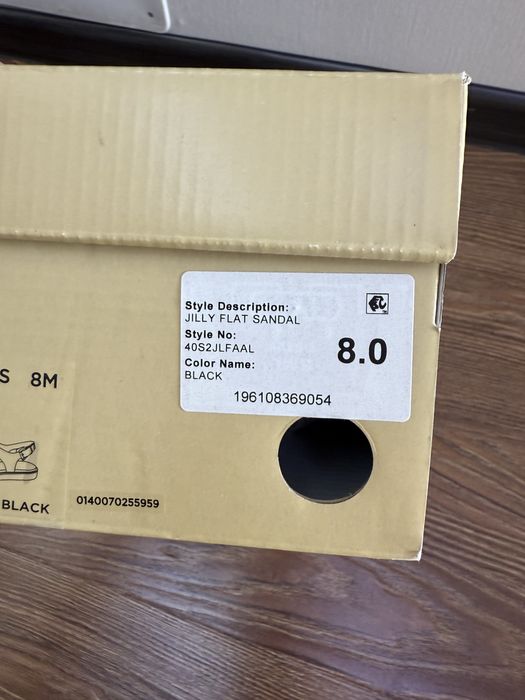 Style Description:
JILLY FLAT SANDAL
Style No:
40S2JLFAAL
Color Name:
BLACK
8.0
196108369054
S 8M
BLACK
0140070255959